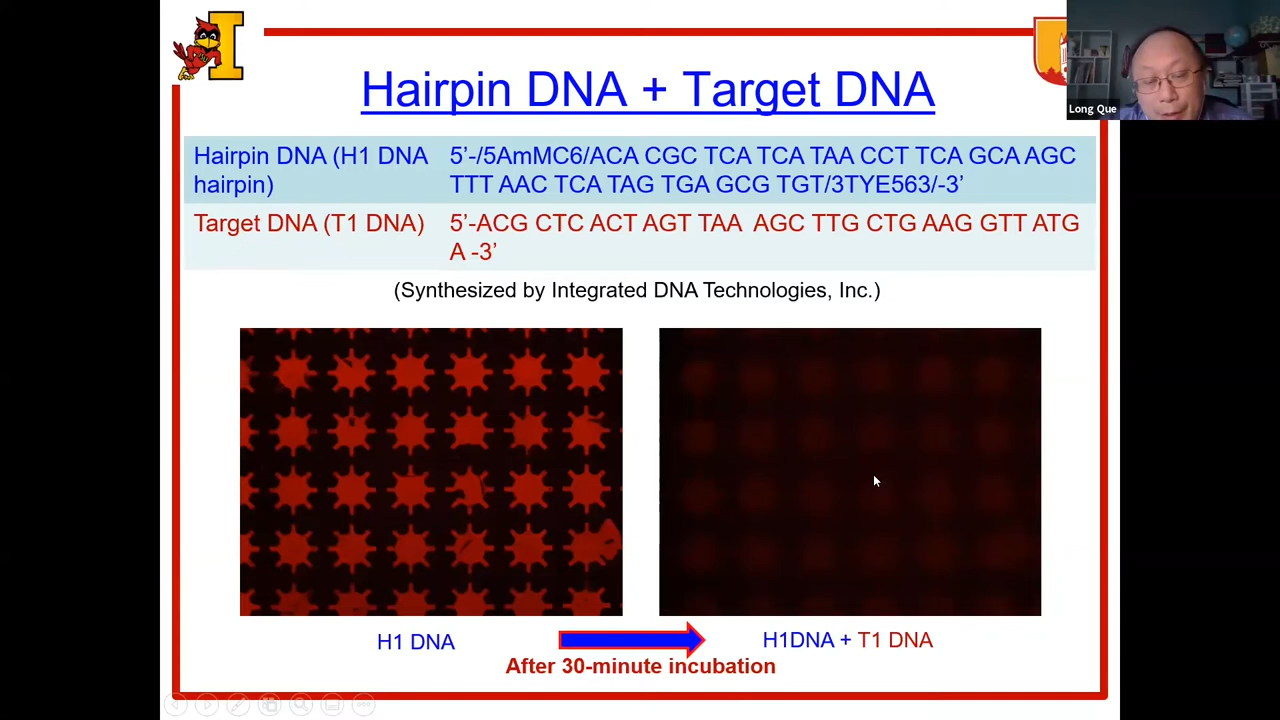 Hairpin DNA + Target DNA
Long Que
Hairpin DNA (H1 DNA
hairpin)
5’-/5AmMC6/ACA CGC TCA TCA TAA CCT TCA GCA AGC
TTT AAC TCA TAG TGA GCG TGT/3TYE563/-3’
Target DNA (T1 DNA)
5’-ACG CTC ACT AGT TAA AGC TTG CTG AAG GTT ATG
A -3’
(Synthesized by Integrated DNA Technologies, Inc.)
H1 DNA
H1DNA + T1 DNA
After 30-minute incubation